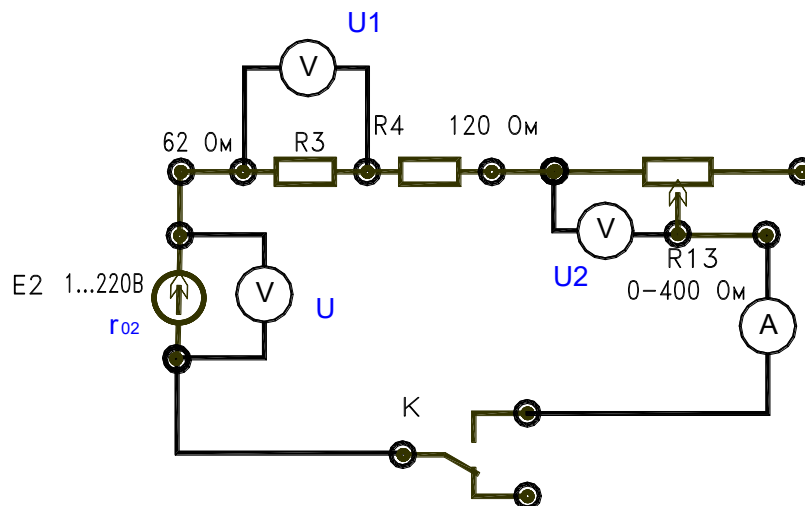 U1
V
62 Ом
R3
R4
120 Ом
V
R13
U2
0-400 Ом
E2
1...220В
V
U
r02
A
K